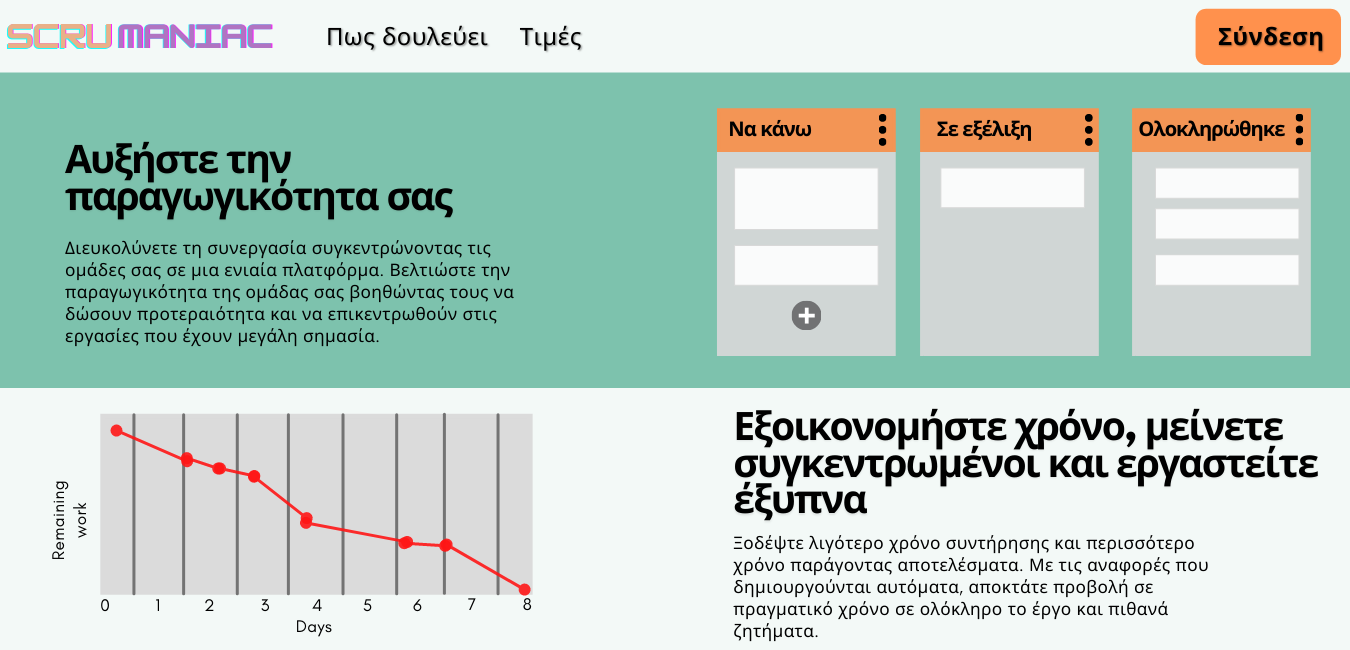 SCRUMANIAC
Πως δουλεύει
Τιμές
Σύνδεση
Αυξήστε την
παραγωγικότητα σας
Διευκολύνετε τη συνεργασία συγκεντρώνοντας τις
ομάδες σας σε μια ενιαία πλατφόρμα. Βελτιώστε την
παραγωγικότητα της ομάδας σας βοηθώντας τους να
δώσουν προτεραιότητα και να επικεντρωθούν στις
εργασίες που έχουν μεγάλη σημασία.
Να κάνω
Σε εξέλιξη
Ολοκληρώθηκε
Remaining
work
0 1 2 3 4 5 6 7 8
Days
Εξοικονομήστε χρόνο, μείνετε
συγκεντρωμένοι και εργαστείτε
έξυπνα
Ξοδέψτε λιγότερο χρόνο συντήρησης και περισσότερο
χρόνο παράγοντας αποτελέσματα. Με τις αναφορές που
δημιουργούνται αυτόματα, αποκτάτε προβολή σε
πραγματικό χρόνο σε ολόκληρο το έργο και πιθανά
ζητήματα.